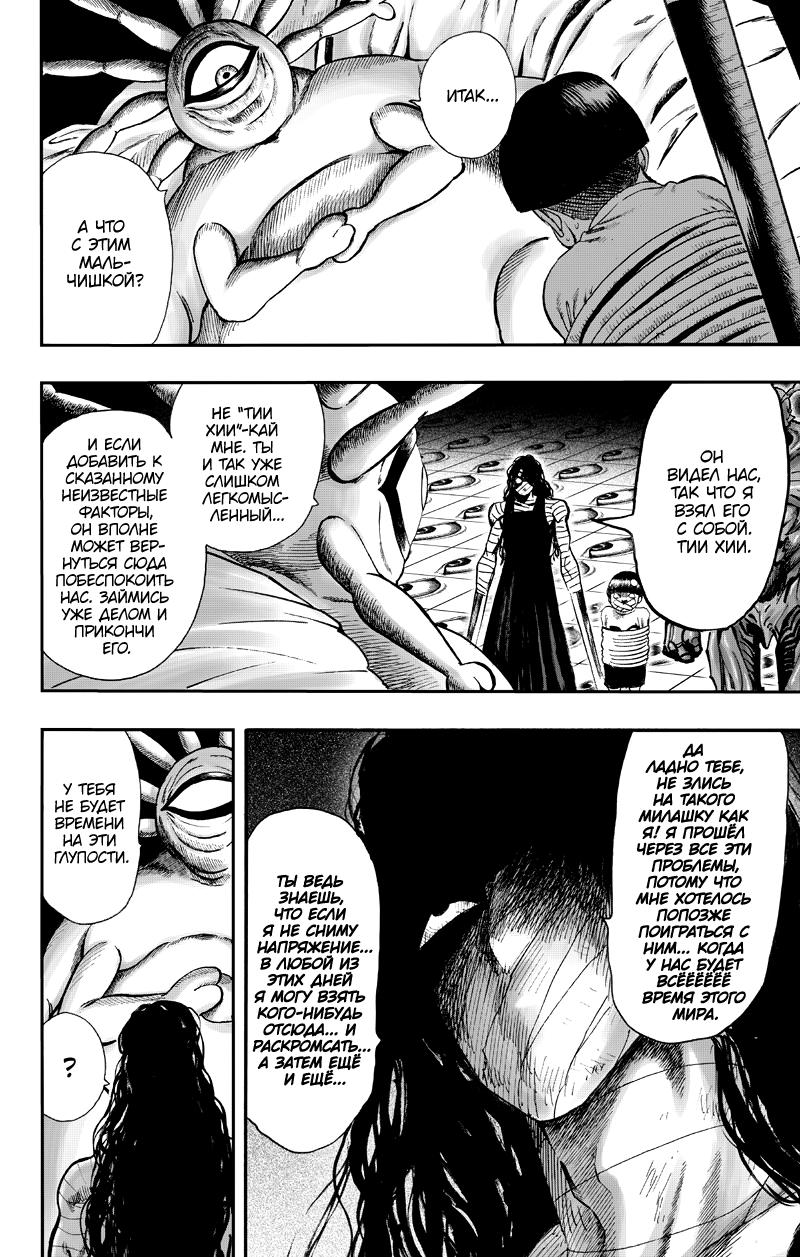 ИТАК...
А ЧТО
С ЭТИМ
МАЛЬ-
ЧИШКОЙ?
ОН
ВИДЕЛ НАС,
ТАК ЧТО Я
ВЗЯЛ ЕГО
С СОБОЙ.
ТИИ ХИИ.
НЕ "ТИИ
ХИИ"-КАЙ
МНЕ. ТЫ
И ТАК УЖЕ
СЛИШКОМ
ЛЕГКОМЫС-
ЛЕННЫЙ...
И ЕСЛИ
ДОБАВИТЬ К
СКАЗАННОМУ
НЕИЗВЕСТНЫЕ
ФАКТОРЫ,
ОН ВПОЛНЕ
МОЖЕТ ВЕР-
НУТЬСЯ СЮДА
ПОБЕСПОКОИТЬ
НАС. ЗАЙМИСЬ
УЖЕ ДЕЛОМ И
ПРИКОНЧИ
ЕГО.
ДА
ЛАДНО ТЕБЕ,
НЕ ЗЛИСЬ
НА ТАКОГО
МИЛАШКУ КАК
Я! Я ПРОШЁЛ
ЧЕРЕЗ ВСЕ ЭТИ
ПРОБЛЕМЫ,
ПОТОМУ ЧТО
МНЕ ХОТЕЛОСЬ
ПОПОЗЖЕ
ПОИГРАТЬСЯ С
НИМ... КОГДА
У НАС БУДЕТ
ВСЁЁЁЁЁЁ
ВРЕМЯ ЭТОГО
МИРА.
ТЫ ВЕДЬ
ЗНАЕШЬ,
ЧТО ЕСЛИ
Я НЕ СНИМУ
НАПРЯЖЕНИЕ...
В ЛЮБОЙ ИЗ
ЭТИХ ДНЕЙ
Я МОГУ ВЗЯТЬ
КОГО-НИБУДЬ
ОТСЮДА... И
РАСКРОМСАТЬ...
А ЗАТЕМ ЕЩЁ
И ЕЩЁ...
У ТЕБЯ
НЕ БУДЕТ
ВРЕМЕНИ
НА ЭТИ
ГЛУПОСТИ.
?